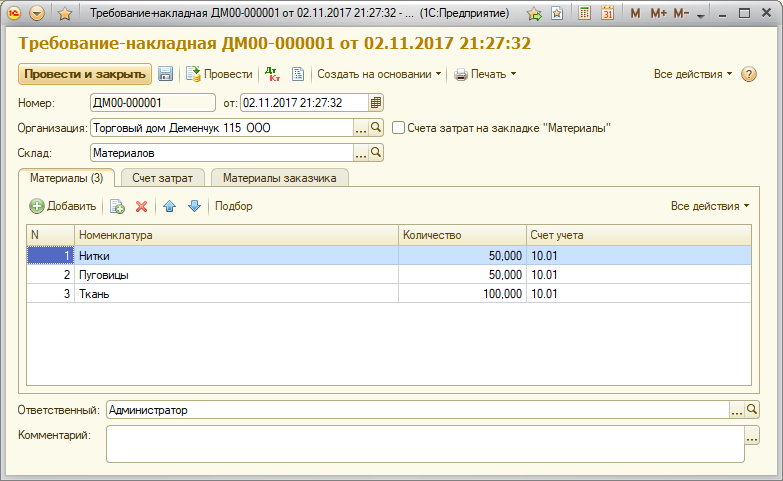 Требование-накладная ДМ00-000001 от 02.11.2017 21:27:32 - ... (1С:Предприятие)
M M+ M-
Требование-накладная ДМ00-000001 от 02.11.2017 21:27:32
Провести и закрыть Провести Дт Кт Создать на основании Печать Все действия ?
Номер: ДМ00-000001 от: 02.11.2017 21:27:32
Организация: Торговый дом Деменчук 115 ООО ... Счета затрат на закладке "Материалы"
Склад: Материалов ...
Материалы (3) Счет затрат Материалы заказчика
Добавить Подбор Все действия
N Номенклатура Количество Счет учета
1 Нитки 50,000 10.01
2 Пуговицы 50,000 10.01
3 Ткань 100,000 10.01
Ответственный: Администратор ...
Комментарий: ...